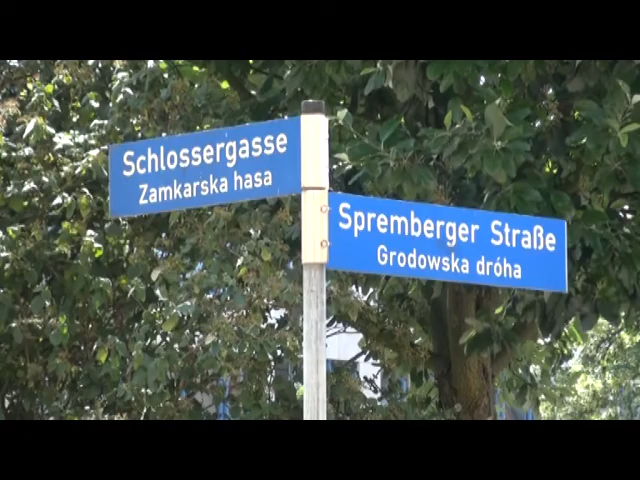 Schlossergasse
Zamkarska hasa
Spremberger Straße
Grodowska dróha